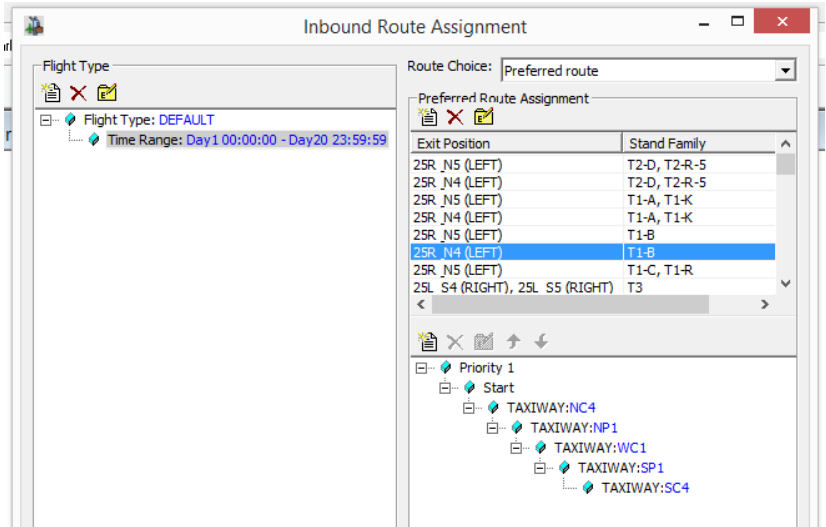 Inbound Route Assignment
Flight Type
Flight Type: DEFAULT
Time Range: Day1 00:00:00 - Day20 23:59:59
Route Choice: Preferred route
Preferred Route Assignment
Exit Position Stand Family
25R_N5 (LEFT) T2-D, T2-R-5
25R_N4 (LEFT) T2-D, T2-R-5
25R_N5 (LEFT) T1-A, T1-K
25R_N4 (LEFT) T1-A, T1-K
25R_N5 (LEFT) T1-B
25R_N4 (LEFT) T1-B
25R_N5 (LEFT) T1-C, T1-R
25L_S4 (RIGHT), 25L_S5 (RIGHT) T3
Priority 1
Start
TAXIWAY:NC4
TAXIWAY:NP1
TAXIWAY:WC1
TAXIWAY:SP1
TAXIWAY:SC4